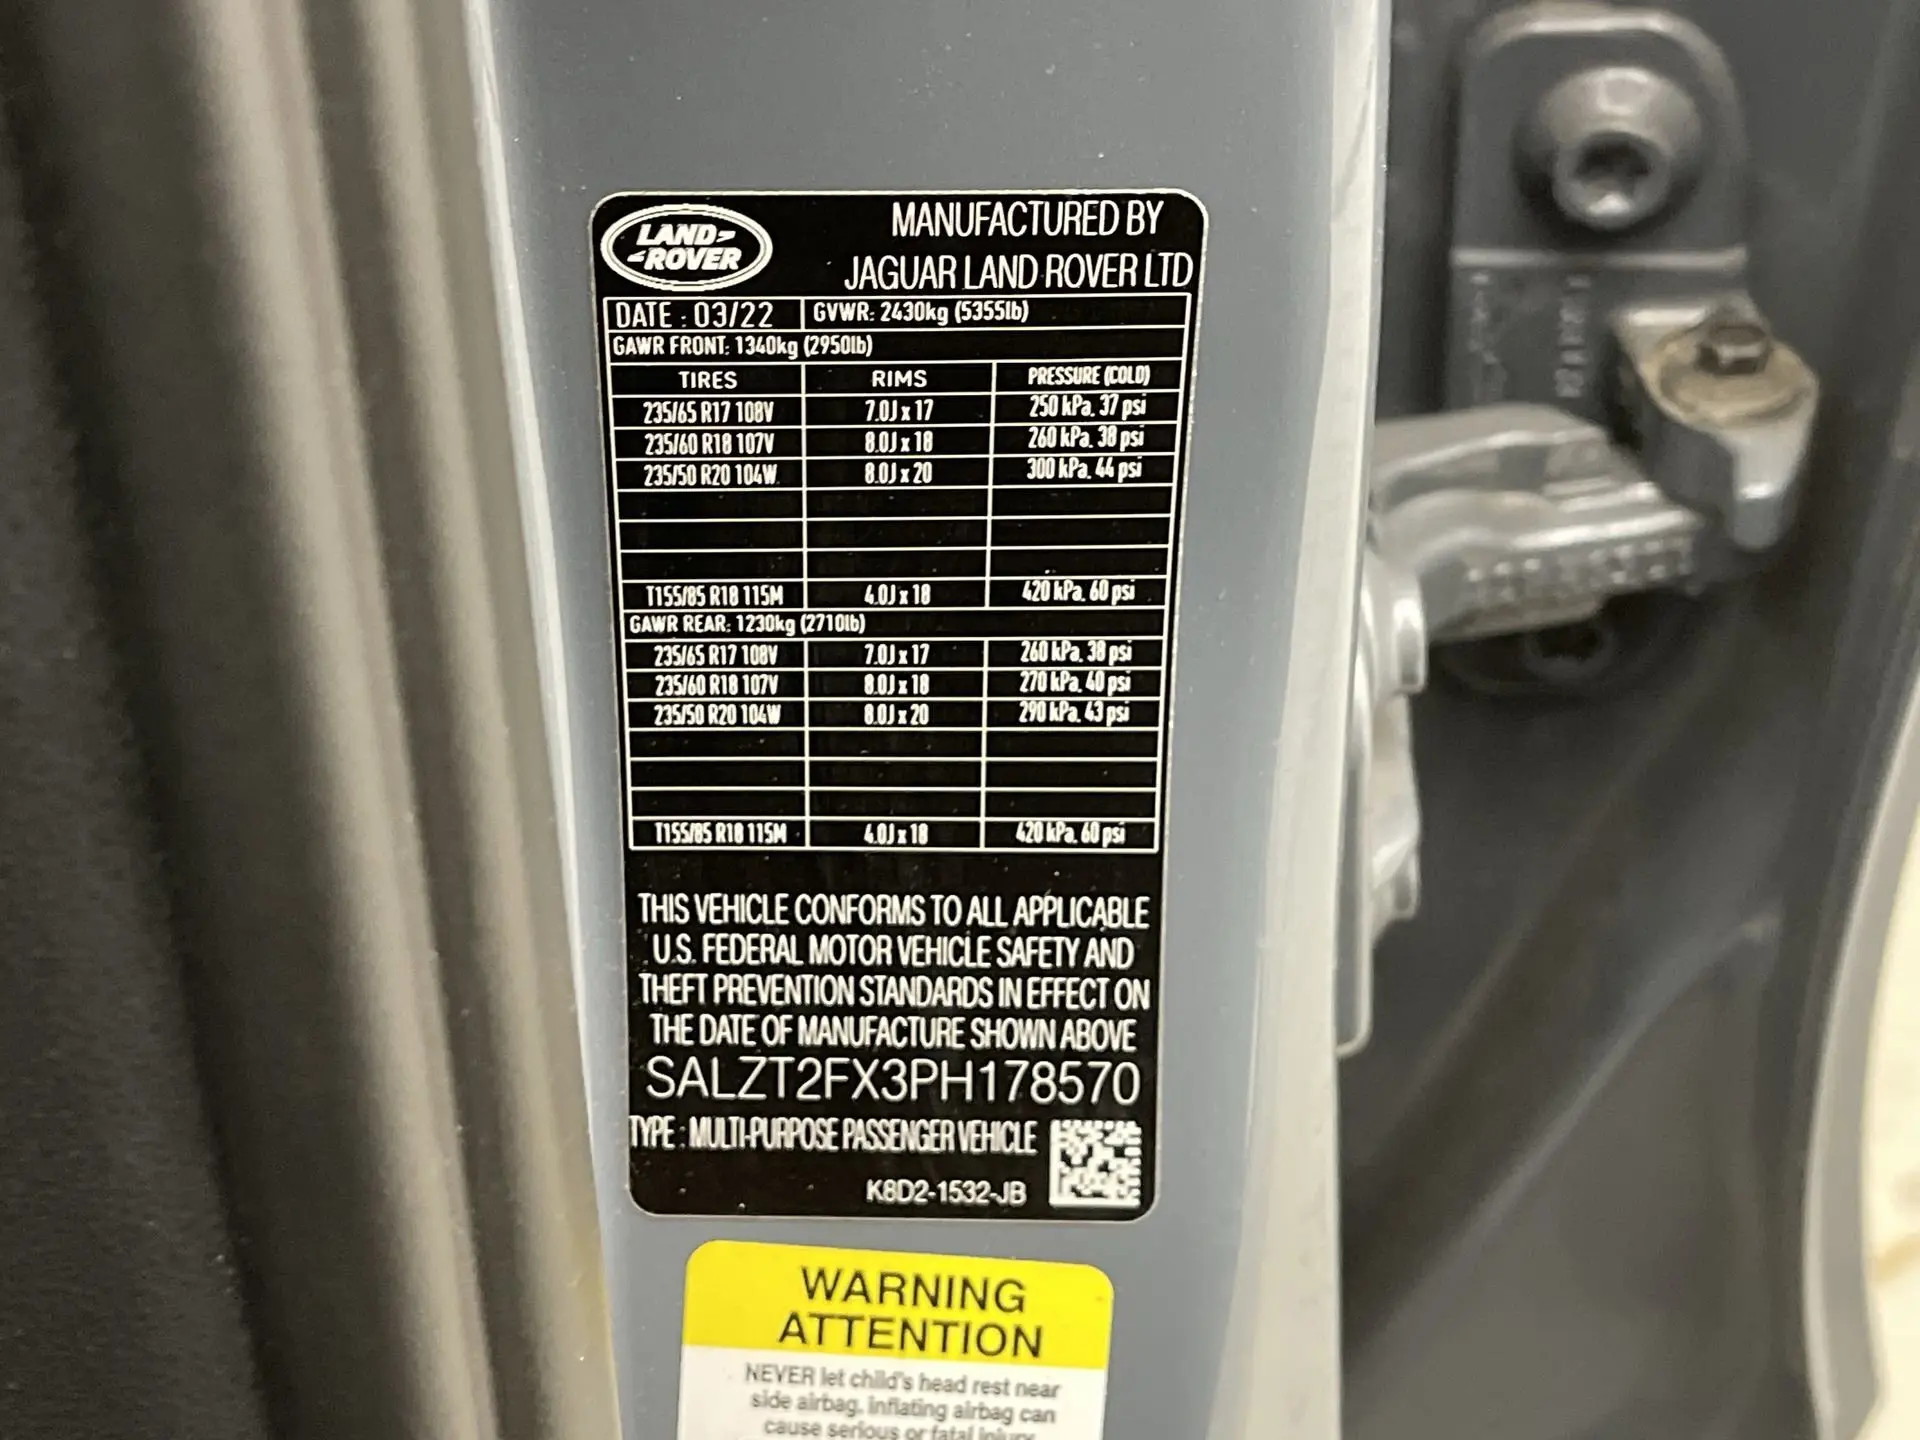 LAND
ROVER
MANUFACTURED BY
JAGUAR LAND ROVER LTD
DATE : 03/22 GVWR: 2430kg (5355lb)
GAWR FRONT: 1340kg (2950lb)
TIRES RIMS PRESSURE (COLD)
235/65 R17 108V 7.0J x 17 250 kPa, 37 psi
235/60 R18 107V 8.0J x 18 260 kPa, 38 psi
235/50 R20 104W 8.0J x 20 300 kPa, 44 psi
T155/85 R18 115M 4.0J x 18 420 kPa, 60 psi
GAWR REAR: 1230kg (2710lb)
235/65 R17 108V 7.0J x 17 260 kPa, 38 psi
235/60 R18 107V 8.0J x 18 270 kPa, 40 psi
235/50 R20 104W 8.0J x 20 290 kPa, 43 psi
T155/85 R18 115M 4.0J x 18 420 kPa, 60 psi
THIS VEHICLE CONFORMS TO ALL APPLICABLE
U.S. FEDERAL MOTOR VEHICLE SAFETY AND
THEFT PREVENTION STANDARDS IN EFFECT ON
THE DATE OF MANUFACTURE SHOWN ABOVE
SALZT2FX3PH178570
TYPE : MULTI-PURPOSE PASSENGER VEHICLE
K8D2-1532-JB
WARNING
ATTENTION
NEVER let child's head rest near
side airbag, inflating airbag can
cause serious or fatal injury.